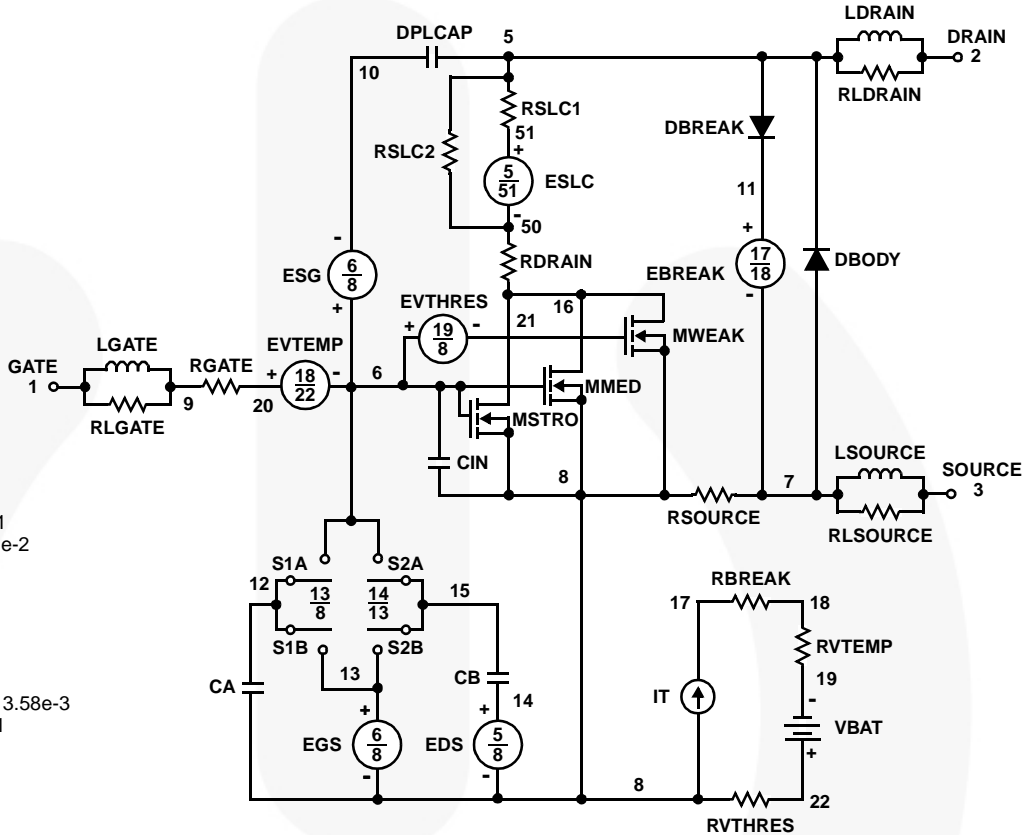 LDRAIN
DPLCAP
5
DRAIN
2
10
RLDRAIN
RSLC1
51
DBREAK
RSLC2
+
5
51
ESLC
11
-
50
-
+
RDRAIN
17
18
EBREAK
DBODY
ESG
6
8
EVTHRES
16
-
+
+
19
8
-
21
MWEAK
LGATE
EVTEMP
GATE
1
RGATE
+
18
22
-
6
MMED
9
20
RLGATE
MSTRO
LSOURCE
CIN
8
7
SOURCE
3
RSOURCE
RLSOURCE
e-2
S1A
S2A
12
13
8
14
13
15
RBREAK
17
18
S1B
S2B
RVTEMP
13
CB
19
CA
14
-
3.58e-3
IT
VBAT
+
+
EGS
6
8
EDS
5
8
+
-
-
8
22
RVTHRES